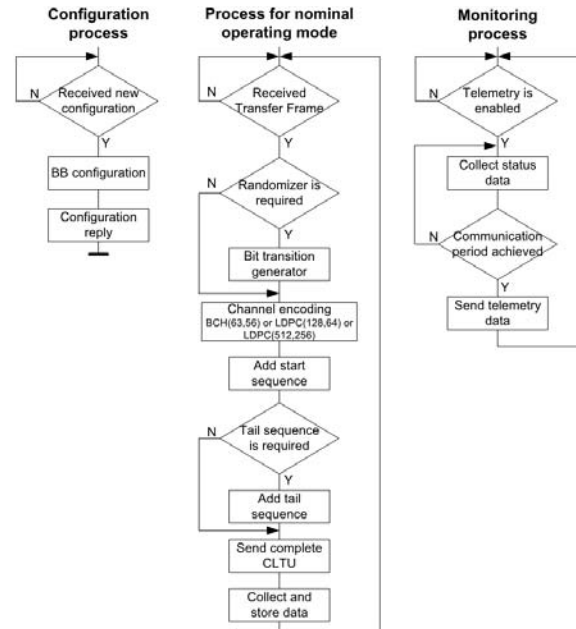 Configuration
process
N
Received new
configuration
Y
BB configuration
Configuration
reply
Process for nominal
operating mode
N
Received
Transfer Frame
Y
N
Randomizer is
required
Y
Bit transition
generator
Channel encoding
BCH(63,56) or LDPC(128,64) or
LDPC(512,256)
Add start
sequence
N
Tail sequence
is required
Y
Add tail
sequence
Send complete
CLTU
Collect and
store data
Monitoring
process
N
Telemetry is
enabled
Y
Collect status
data
N
Communication
period achieved
Y
Send telemetry
data